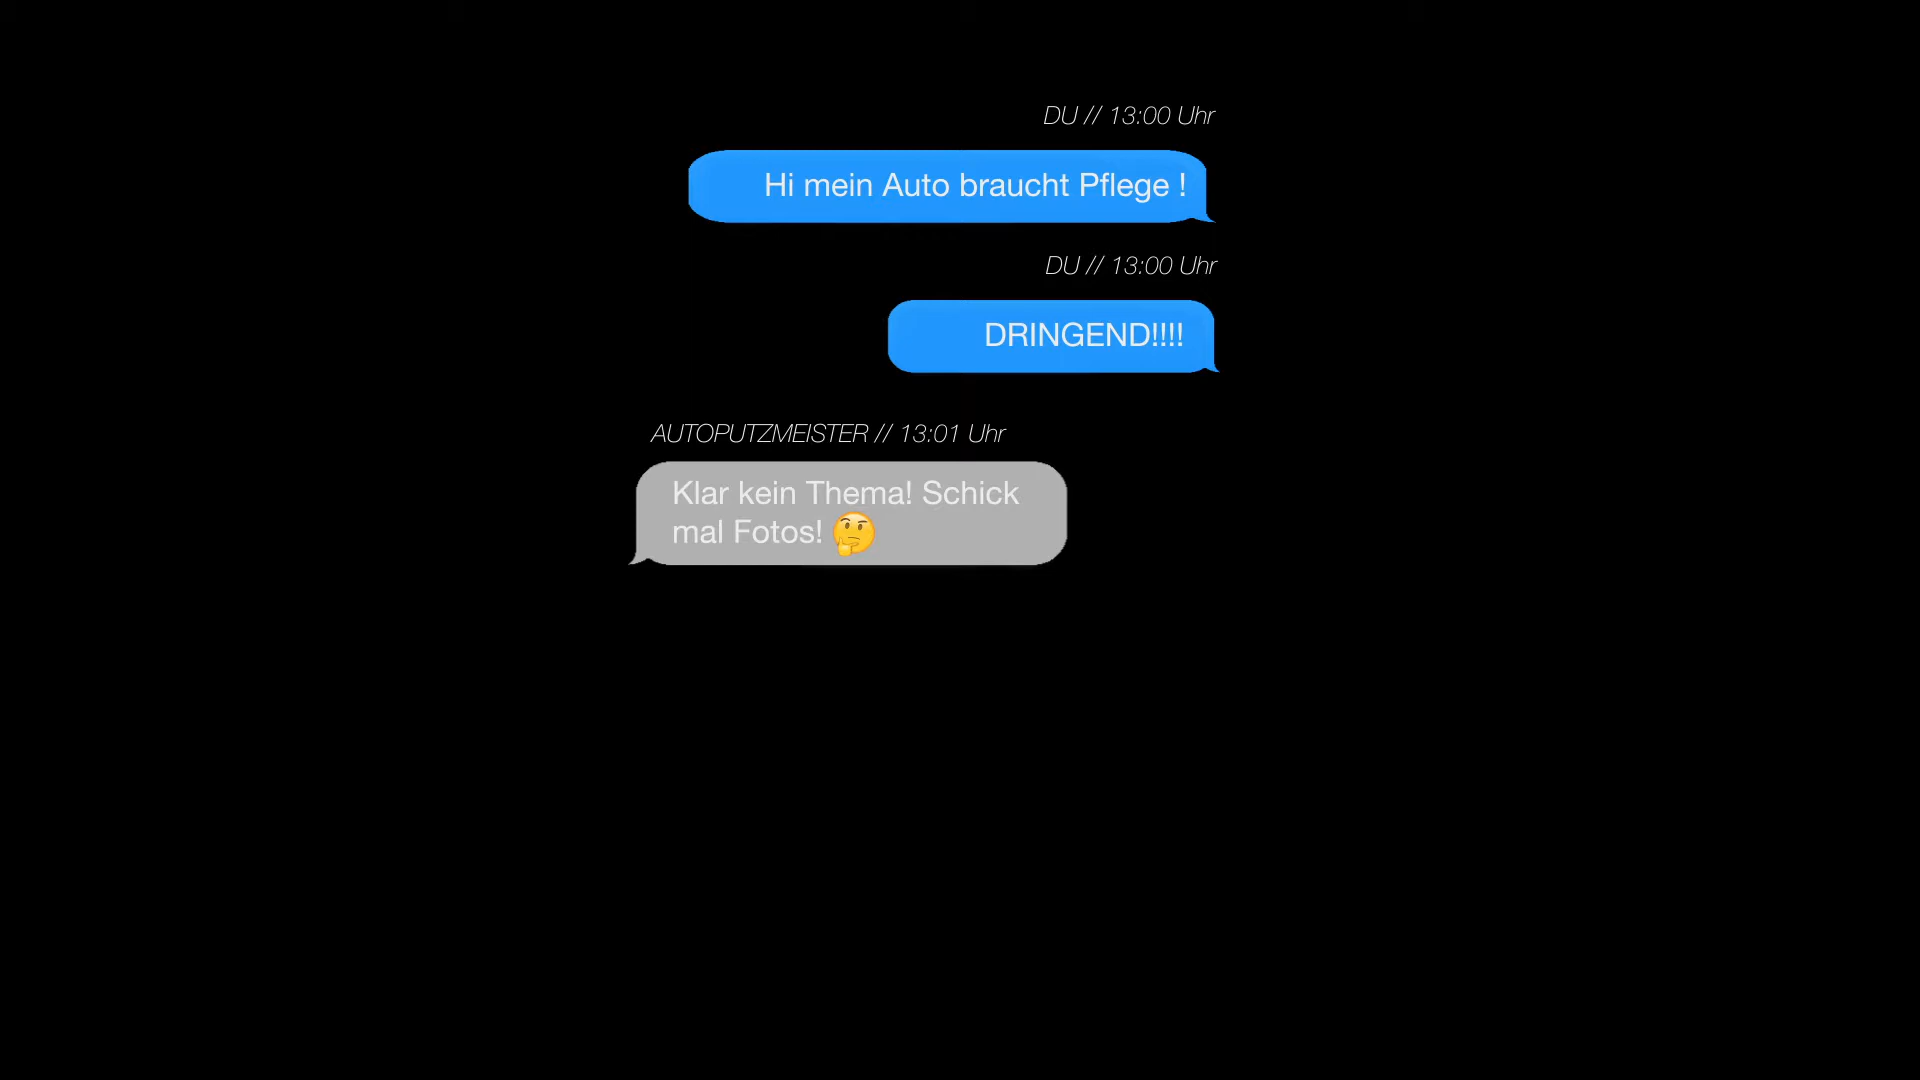 DU // 13:00 Uhr
Hi mein Auto braucht Pflege !
DU // 13:00 Uhr
DRINGEND!!!!
AUTOPUTZMEISTER // 13:01 Uhr
Klar kein Thema! Schick
mal Fotos! 🤔